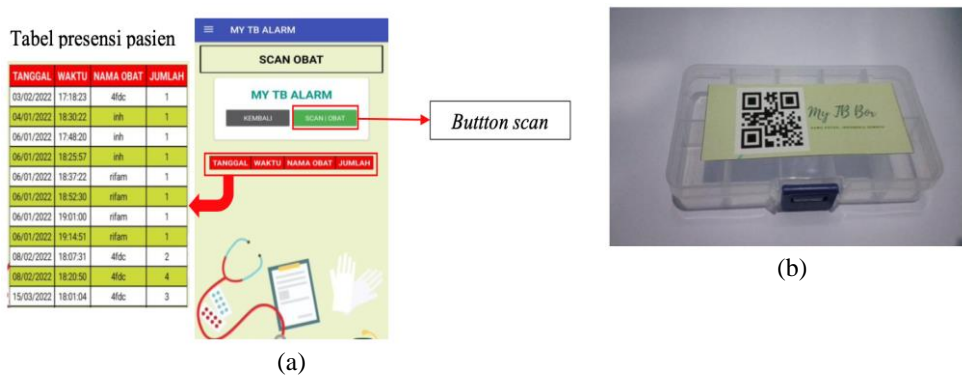 Tabel presensi pasien
TANGGAL WAKTU NAMA OBAT JUMLAH
03/02/2022 17:18:23 4fdc 1
04/01/2022 18:30:22 inh 1
06/01/2022 17:48:20 inh 1
06/01/2022 18:25:57 inh 1
06/01/2022 18:37:22 rifam 1
06/01/2022 18:52:30 rifam 1
06/01/2022 19:01:00 rifam 1
06/01/2022 19:14:51 rifam 1
08/02/2022 18:07:31 4fdc 2
08/02/2022 18:20:50 4fdc 4
15/03/2022 18:01:04 4fdc 3
MY TB ALARM
SCAN OBAT
MY TB ALARM
KEMBALI
SCAN | OBAT
TANGGAL WAKTU NAMA OBAT JUMLAH
Buttton scan
(a)
My TB Box
(b)